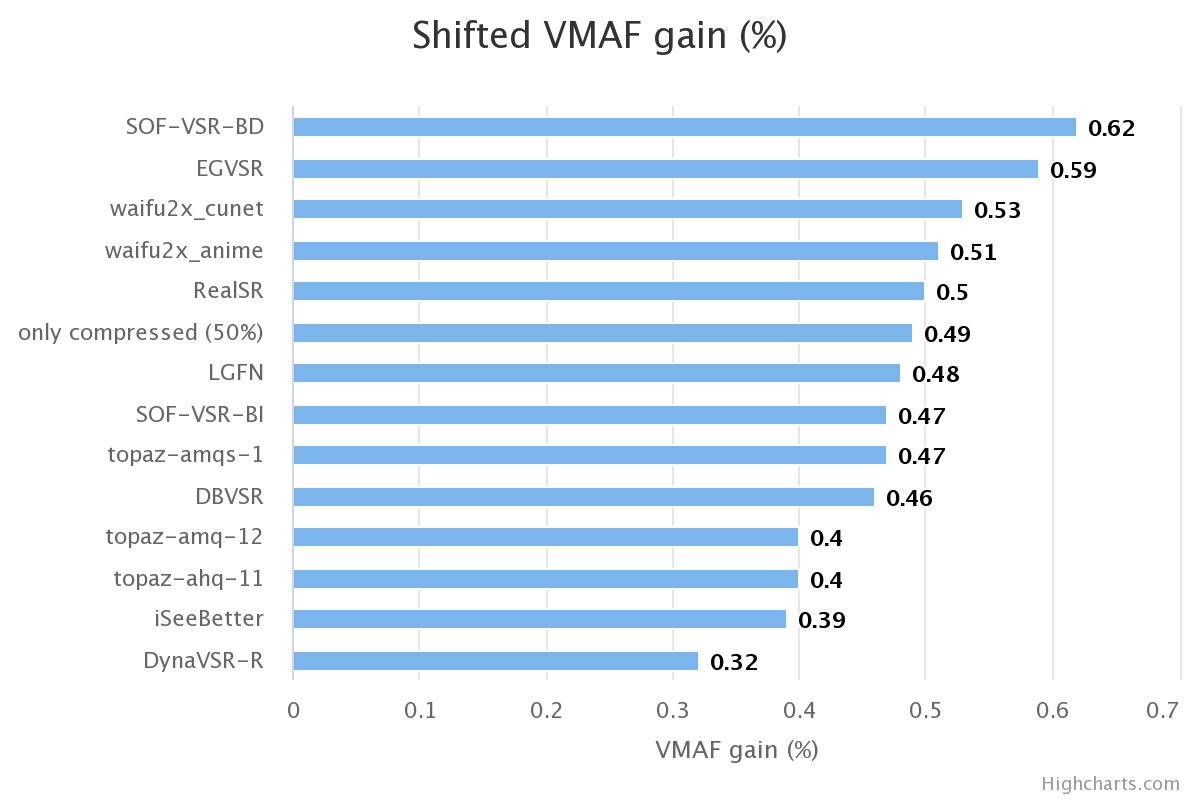 Shifted VMAF gain (%)
SOF-VSR-BD 0.62
EGVSR 0.59
waifu2x_cunet 0.53
waifu2x_anime 0.51
RealSR 0.5
only compressed (50%) 0.49
LGFN 0.48
SOF-VSR-BI 0.47
topaz-amqs-1 0.47
DBVSR 0.46
topaz-amq-12 0.4
topaz-ahq-11 0.4
iSeeBetter 0.39
DynaVSR-R 0.32
0 0.1 0.2 0.3 0.4 0.5 0.6 0.7
VMAF gain (%)
Highcharts.com